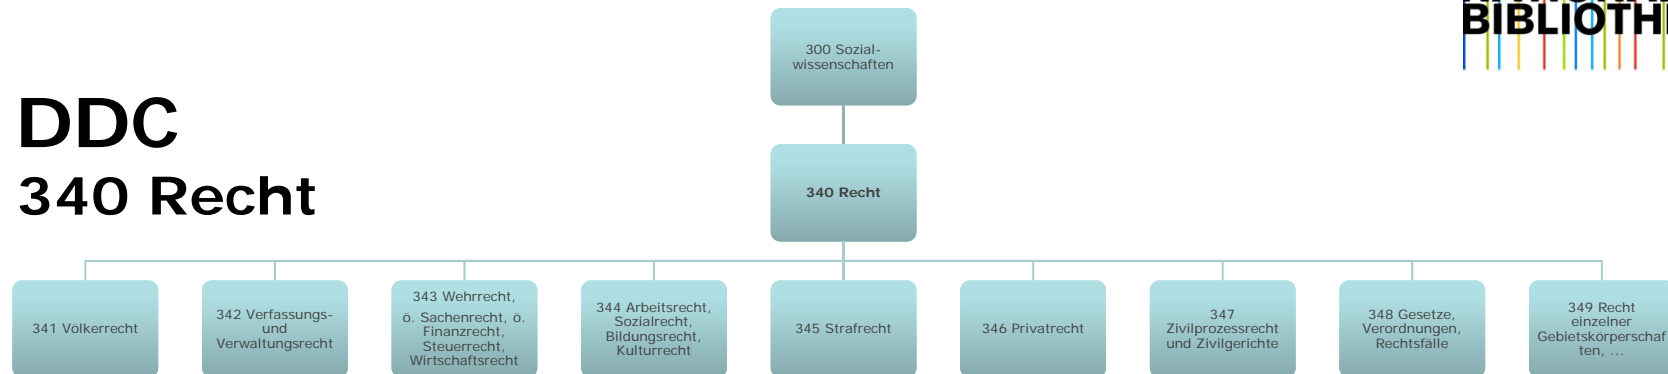 BIBLIOTH
300 Sozial-
wissenschaften
DDC
340 Recht
340 Recht
341 Völkerrecht
342 Verfassungs-
und
Verwaltungsrecht
343 Wehrrecht,
ö. Sachenrecht, ö.
Finanzrecht,
Steuerrecht,
Wirtschaftsrecht
344 Arbeitsrecht,
Sozialrecht,
Bildungsrecht,
Kulturrecht
345 Strafrecht
346 Privatrecht
347
Zivilprozessrecht
und Zivilgerichte
348 Gesetze,
Verordnungen,
Rechtsfälle
349 Recht
einzelner
Gebietskörperschaf
ten, ...